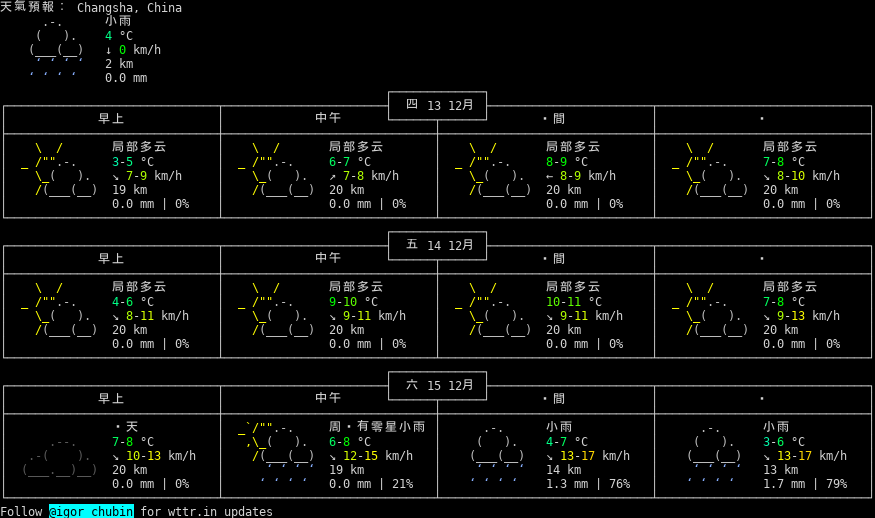 天氣預報： Changsha, China
小雨
4 °C
↓ 0 km/h
2 km
0.0 mm
四 13 12月
早上 中午 ・間 ・
局部多云 局部多云 局部多云 局部多云
3-5 °C 6-7 °C 8-9 °C 7-8 °C
↘ 7-9 km/h ↗ 7-8 km/h ← 8-9 km/h ↘ 8-10 km/h
19 km 20 km 20 km 20 km
0.0 mm | 0% 0.0 mm | 0% 0.0 mm | 0% 0.0 mm | 0%
五 14 12月
早上 中午 ・間 ・
局部多云 局部多云 局部多云 局部多云
4-6 °C 9-10 °C 10-11 °C 7-8 °C
↘ 8-11 km/h ↘ 9-11 km/h ↘ 9-11 km/h ↘ 9-13 km/h
20 km 20 km 20 km 20 km
0.0 mm | 0% 0.0 mm | 0% 0.0 mm | 0% 0.0 mm | 0%
六 15 12月
早上 中午 ・間 ・
・天 周・有零星小雨 小雨 小雨
7-8 °C 6-8 °C 4-7 °C 3-6 °C
↘ 10-13 km/h ↘ 12-15 km/h ↘ 13-17 km/h ↘ 13-17 km/h
20 km 19 km 14 km 13 km
0.0 mm | 0% 0.0 mm | 21% 1.3 mm | 76% 1.7 mm | 79%
Follow @igor_chubin for wttr.in updates